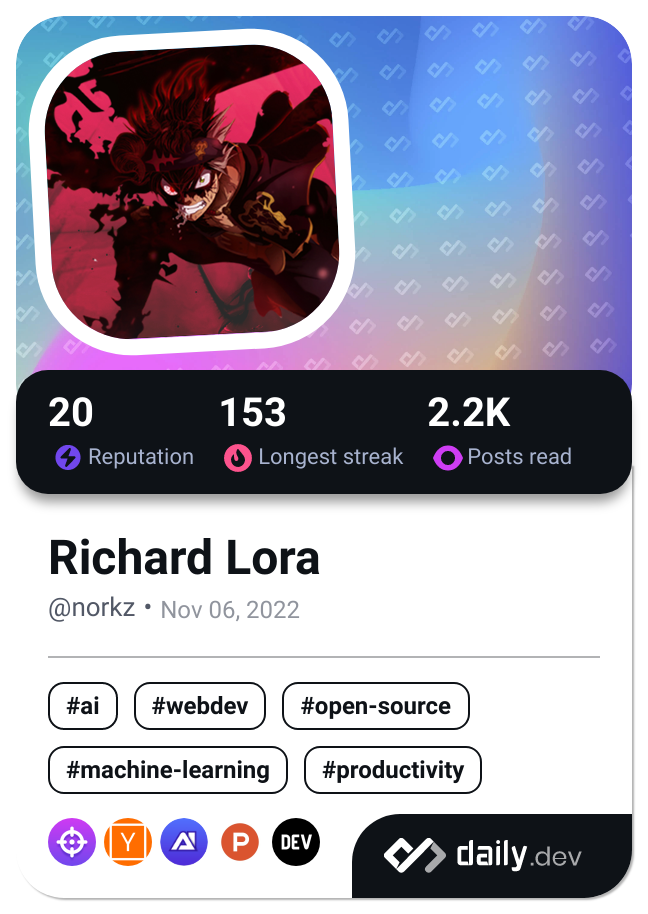 20 153 2.2K
Reputation Longest streak Posts read
Richard Lora
@norkz • Nov 06, 2022
#ai #webdev #open-source
#machine-learning #productivity
Y AI P DEV
daily.dev